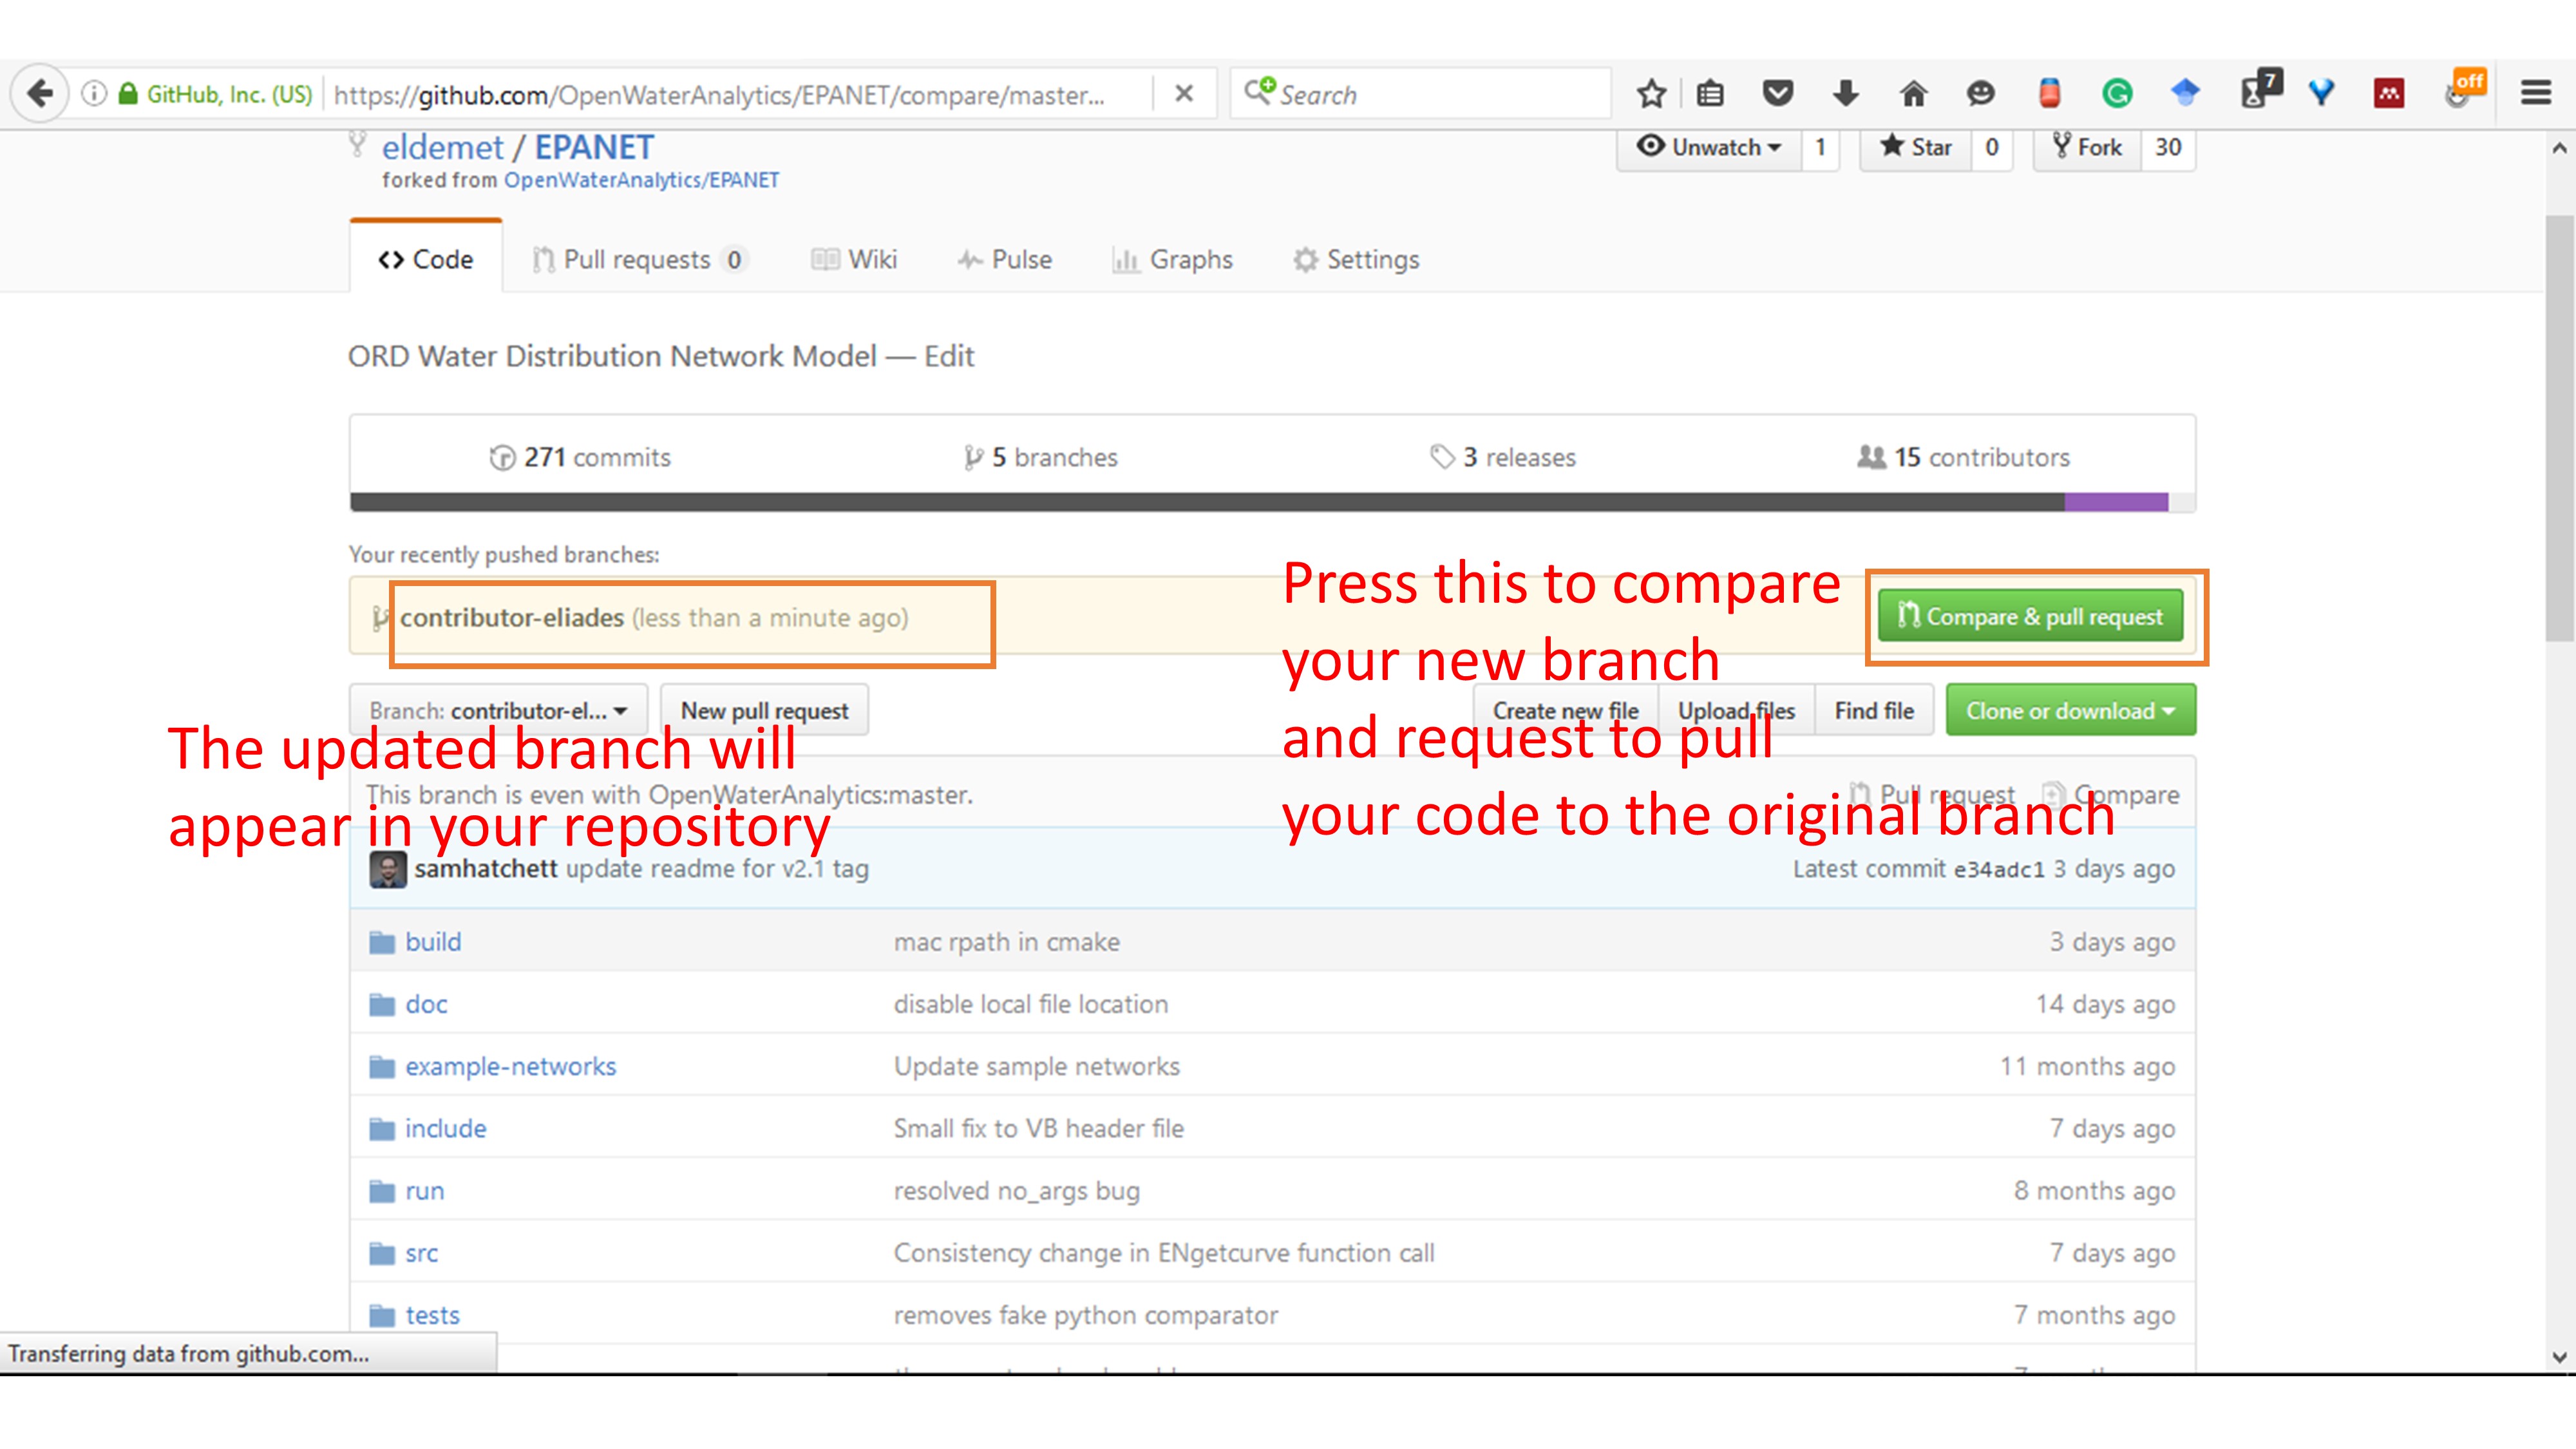 GitHub, Inc. (US) https://github.com/OpenWaterAnalytics/EPANET/compare/master... Search 7 off
eldemet / EPANET Unwatch 1 Star 0 Fork 30
forked from OpenWaterAnalytics/EPANET
Code Pull requests 0 Wiki Pulse Graphs Settings
ORD Water Distribution Network Model — Edit
271 commits 5 branches 3 releases 15 contributors
Your recently pushed branches:
contributor-eliades (less than a minute ago) Compare & pull request
Press this to compare
your new branch
and request to pull
your code to the original branch
Branch: contributor-el... New pull request Create new file Upload files Find file Clone or download
The updated branch will
appear in your repository
This branch is even with OpenWaterAnalytics:master. Pull request Compare
samhatchett update readme for v2.1 tag Latest commit e34adc1 3 days ago
build mac rpath in cmake 3 days ago
doc disable local file location 14 days ago
example-networks Update sample networks 11 months ago
include Small fix to VB header file 7 days ago
run resolved no_args bug 8 months ago
src Consistency change in ENgetcurve function call 7 days ago
tests removes fake python comparator 7 months ago
Transferring data from github.com...